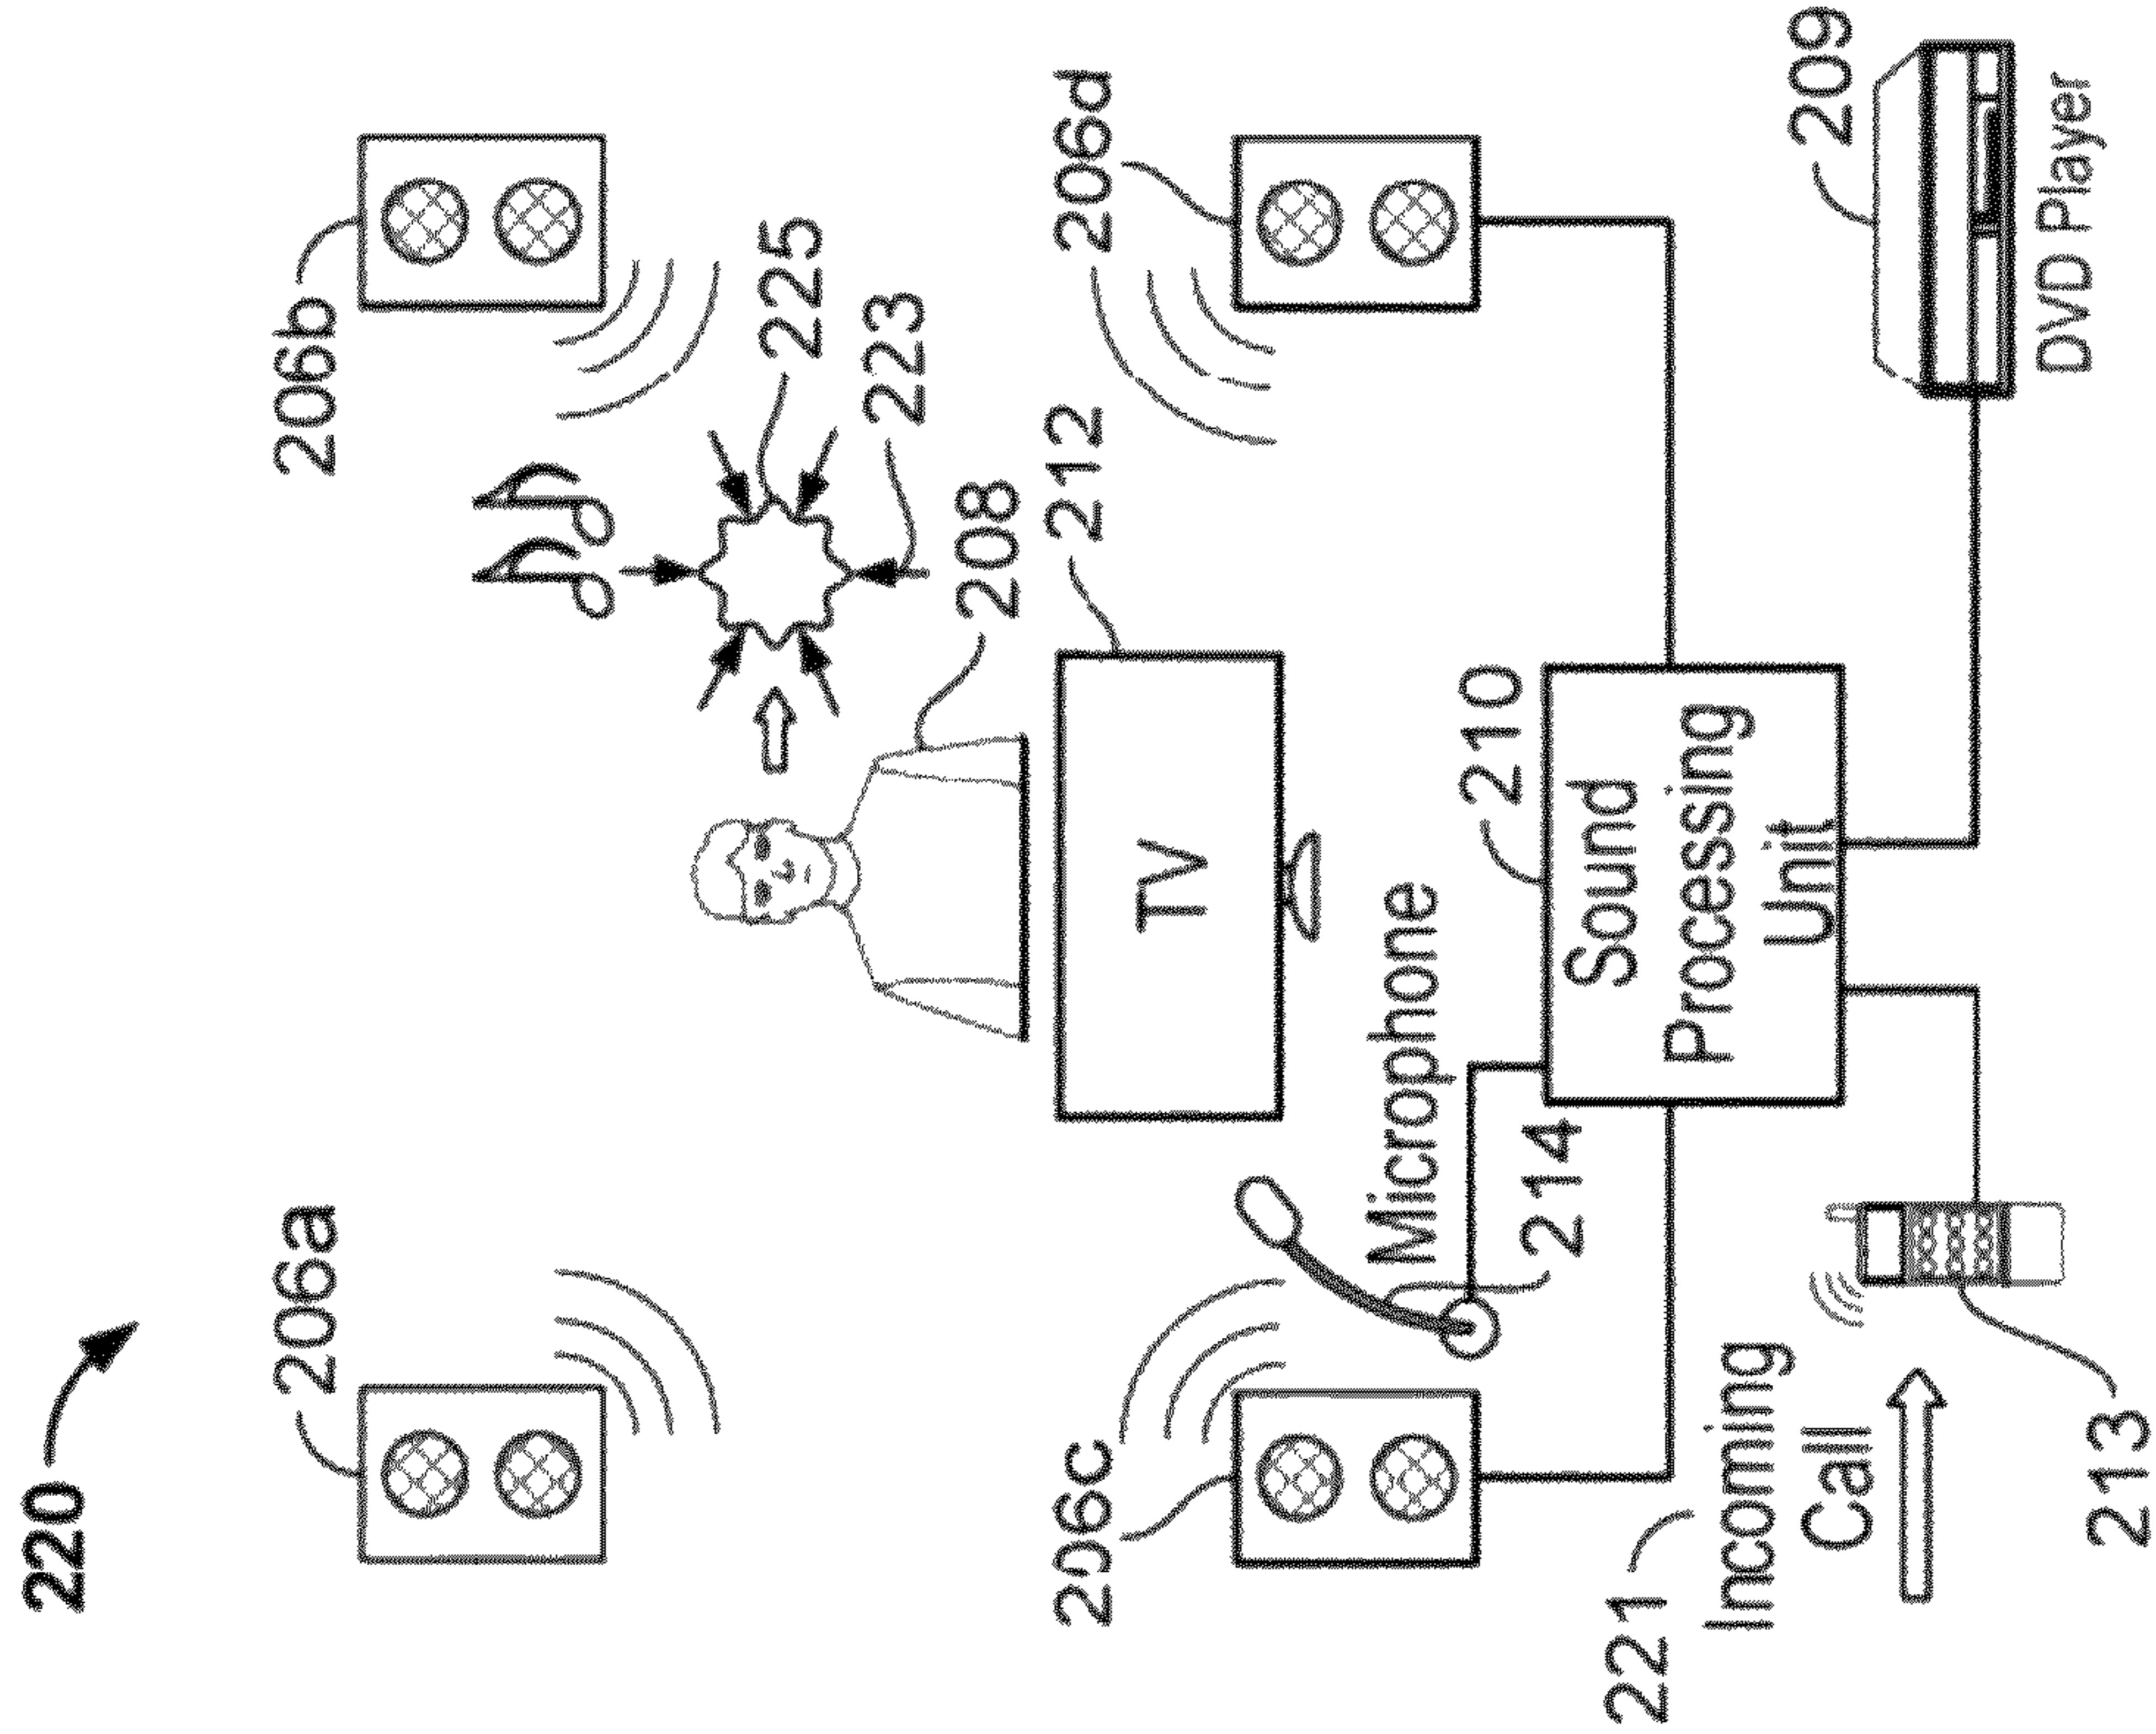 220
206a
206b
225
223
208
206c
212
206d
TV
Microphone
210
214
Sound
Processing
Unit
221
Incoming
Call
209
DVD Player
213